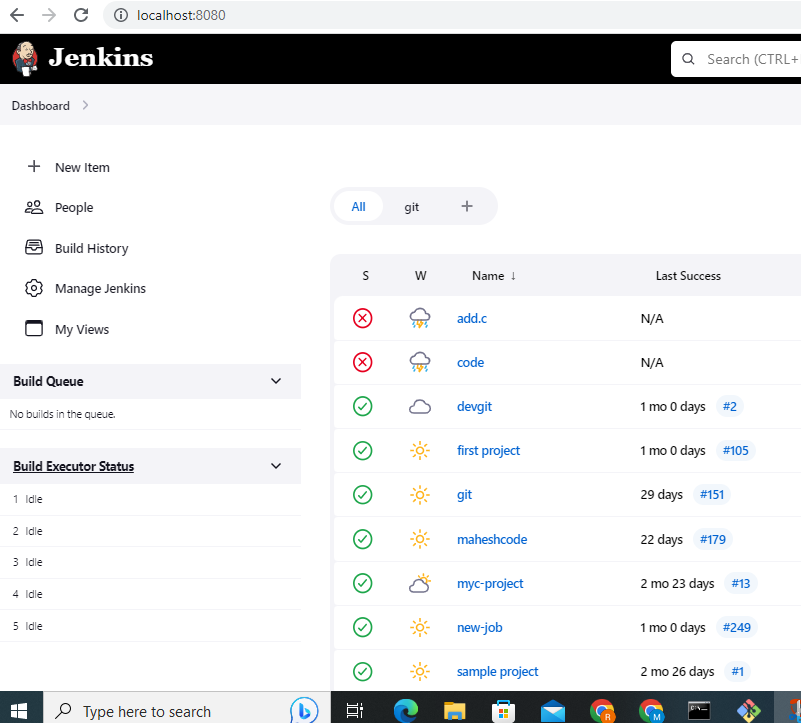 localhost:8080
Jenkins
Search (CTRL+
Dashboard
New Item
People
Build History
Manage Jenkins
My Views
Build Queue
No builds in the queue.
Build Executor Status
1 Idle
2 Idle
3 Idle
4 Idle
5 Idle
All git +
S W Name ↓ Last Success
add.c N/A
code N/A
devgit 1 mo 0 days #2
first project 1 mo 0 days #105
git 29 days #151
maheshcode 22 days #179
myc-project 2 mo 23 days #13
new-job 1 mo 0 days #249
sample project 2 mo 26 days #1
Type here to search